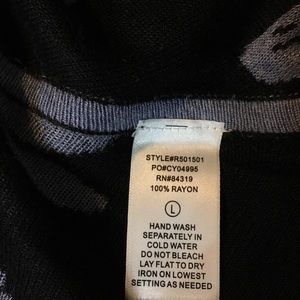 STYLE#R501501
PO#CY04995
RN#84319
100% RAYON
L
HAND WASH
SEPARATELY IN
COLD WATER
DO NOT BLEACH
LAY FLAT TO DRY
IRON ON LOWEST
SETTING AS NEEDED